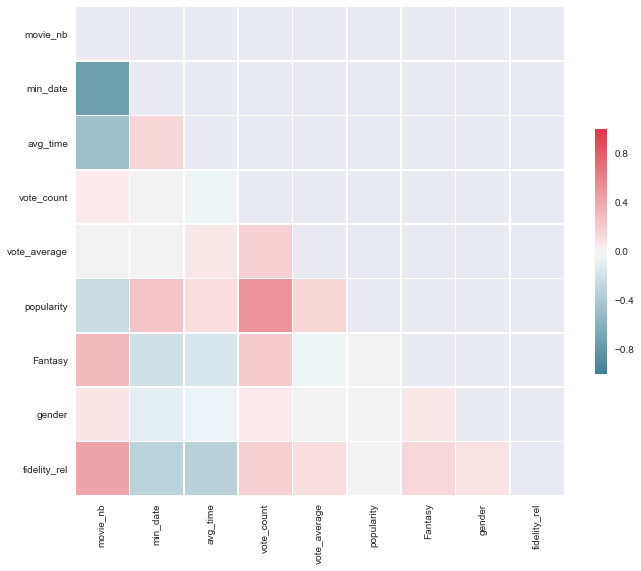 movie_nb
min_date
avg_time
vote_count
vote_average
popularity
Fantasy
gender
fidelity_rel
movie_nb
min_date
avg_time
vote_count
vote_average
popularity
Fantasy
gender
fidelity_rel
0.8
0.4
0.0
−0.4
−0.8